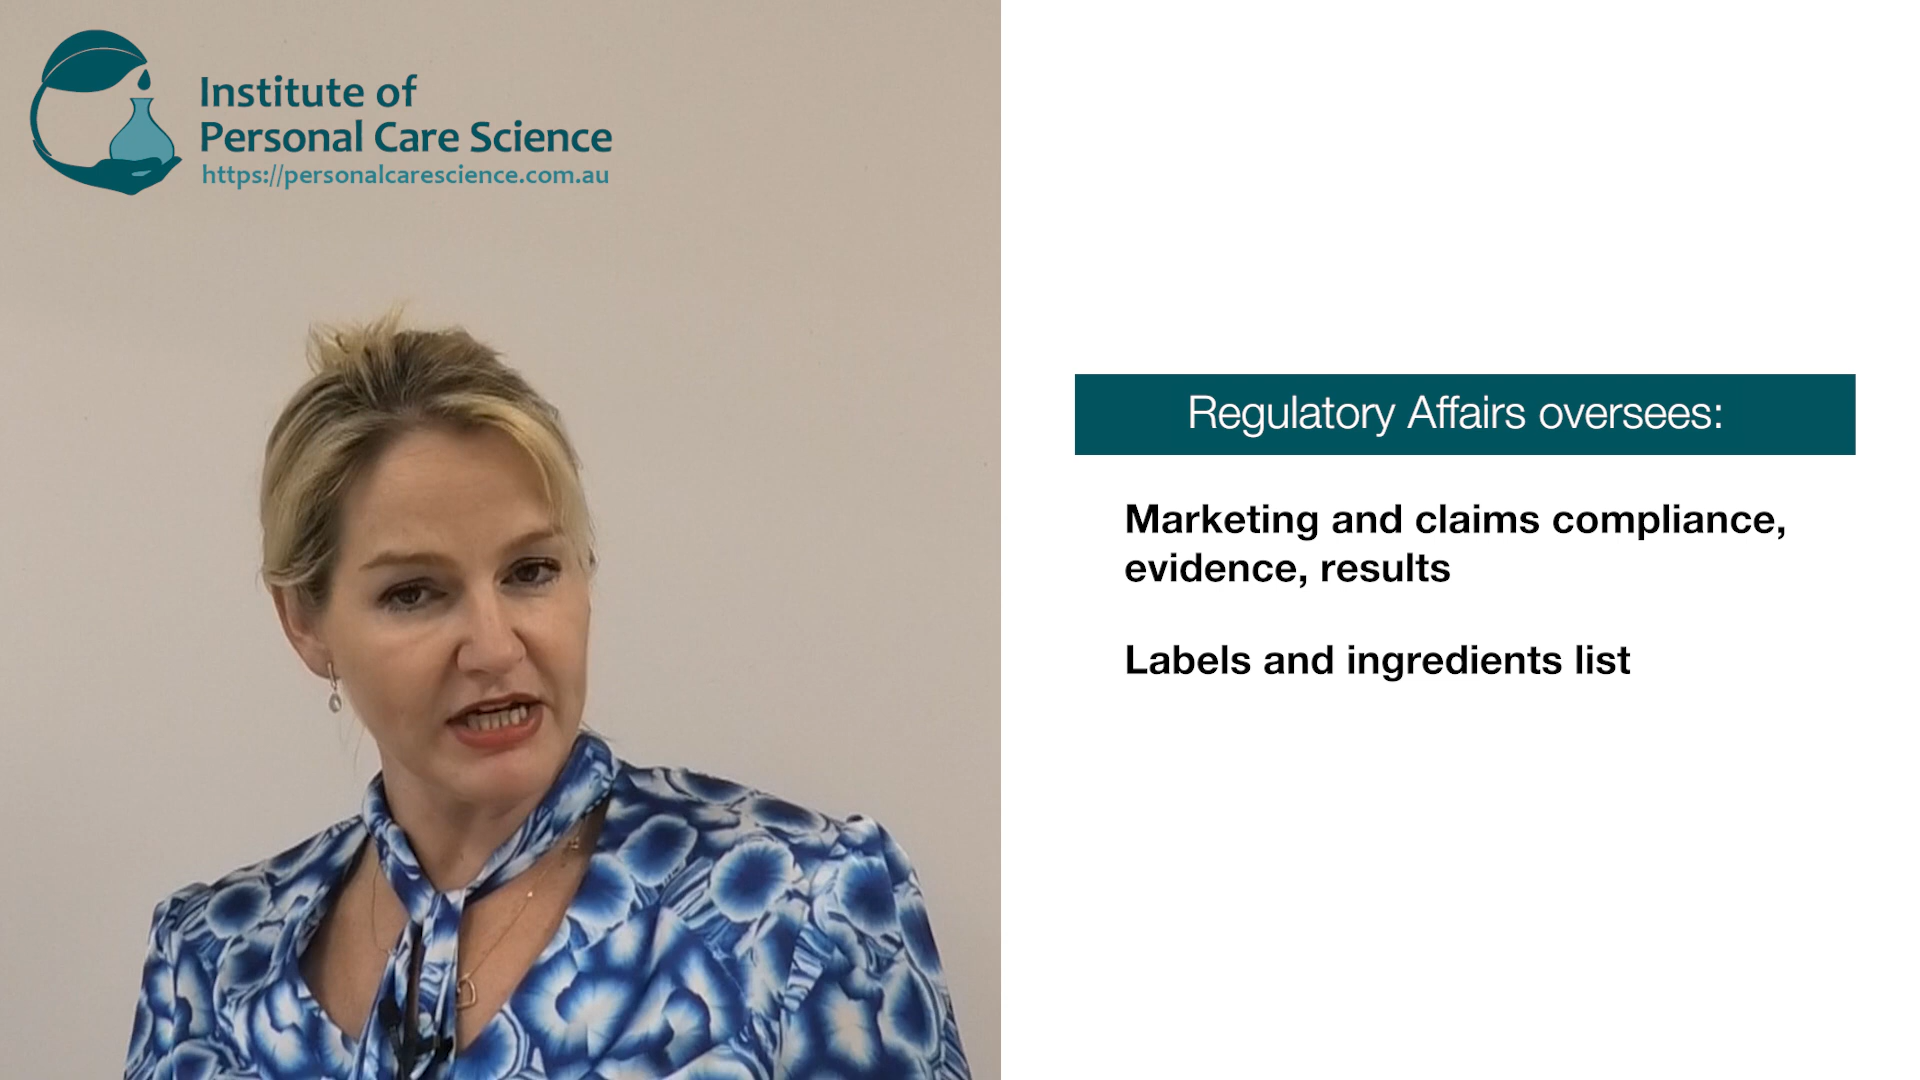 Institute of
Personal Care Science
https://personalcarescience.com.au
Regulatory Affairs oversees:
Marketing and claims compliance,
evidence, results
Labels and ingredients list